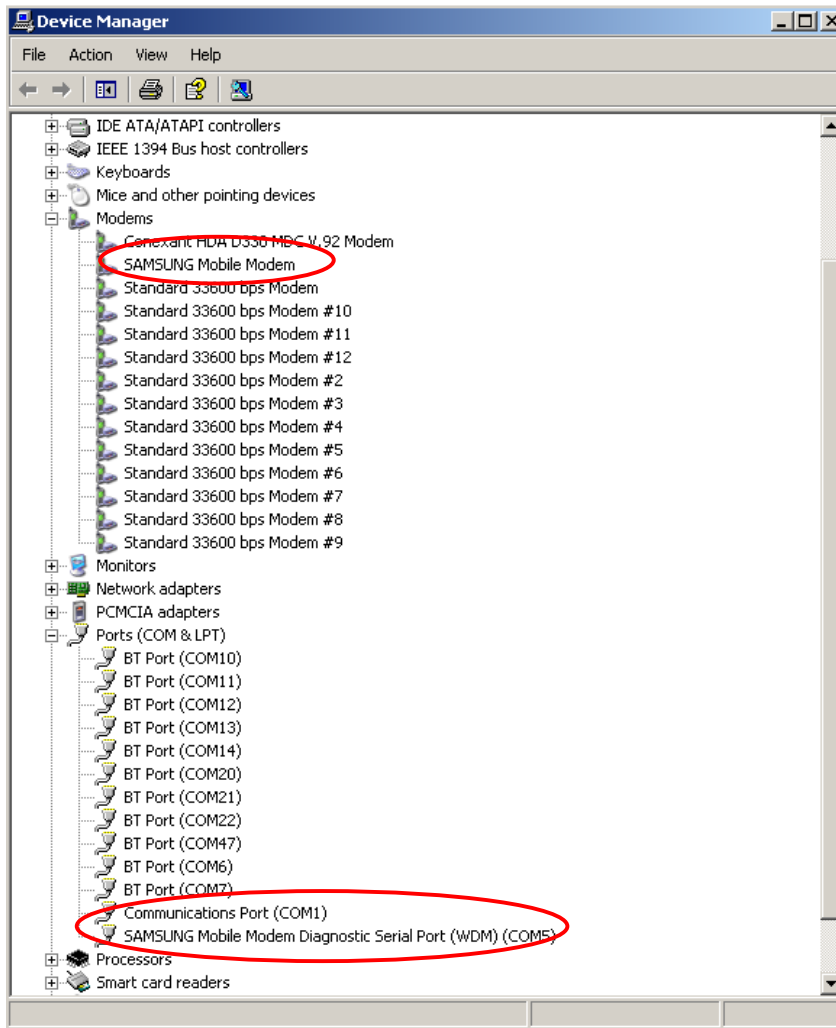 Device Manager
File Action View Help
IDE ATA/ATAPI controllers
IEEE 1394 Bus host controllers
Keyboards
Mice and other pointing devices
Modems
Conexant HDA D330 MDC V.92 Modem
SAMSUNG Mobile Modem
Standard 33600 bps Modem
Standard 33600 bps Modem #10
Standard 33600 bps Modem #11
Standard 33600 bps Modem #12
Standard 33600 bps Modem #2
Standard 33600 bps Modem #3
Standard 33600 bps Modem #4
Standard 33600 bps Modem #5
Standard 33600 bps Modem #6
Standard 33600 bps Modem #7
Standard 33600 bps Modem #8
Standard 33600 bps Modem #9
Monitors
Network adapters
PCMCIA adapters
Ports (COM & LPT)
BT Port (COM10)
BT Port (COM11)
BT Port (COM12)
BT Port (COM13)
BT Port (COM14)
BT Port (COM20)
BT Port (COM21)
BT Port (COM22)
BT Port (COM47)
BT Port (COM6)
BT Port (COM7)
Communications Port (COM1)
SAMSUNG Mobile Modem Diagnostic Serial Port (WDM) (COM5)
Processors
Smart card readers